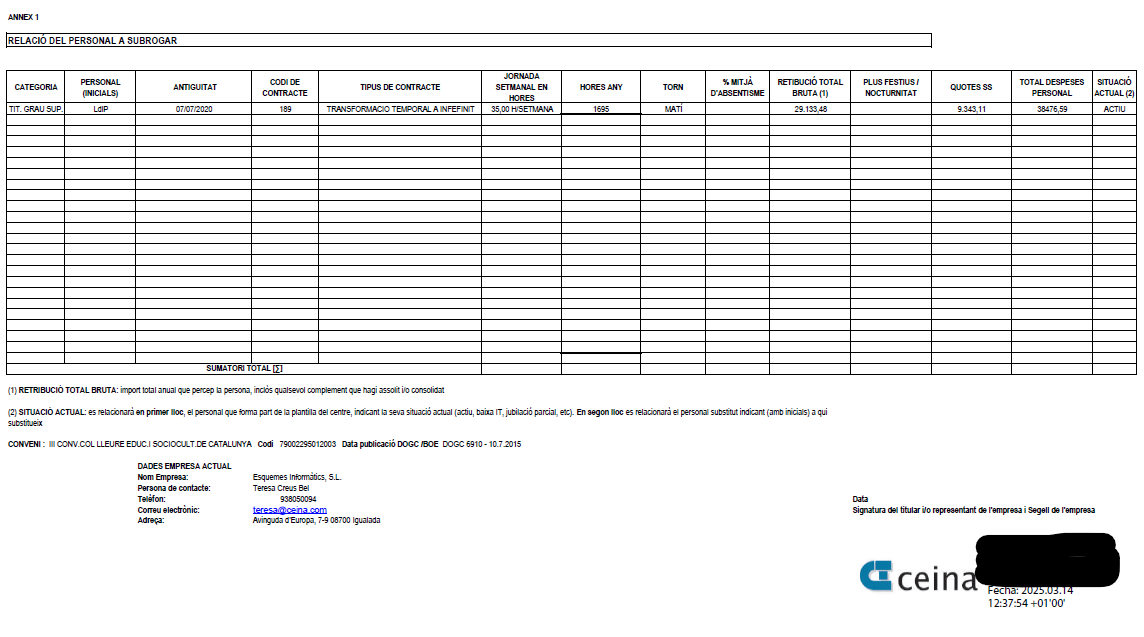 ANNEX 1
RELACIÓ DEL PERSONAL A SUBROGAR
CATEGORIA PERSONAL (INICIALS) ANTIGUITAT CODI DE CONTRACTE TIPUS DE CONTRACTE JORNADA SETMANAL EN HORES HORES ANY TORN % MITJÀ D'ABSENTISME RETIBUCIÓ TOTAL BRUTA (1) PLUS FESTIUS / NOCTURNITAT QUOTES SS TOTAL DESPESES PERSONAL SITUACIÓ ACTUAL (2)
TIT. GRAU SUP. LdIP 07/07/2020 189 TRANSFORMACIO TEMPORAL A INFEFINIT 35,00 H/SETMANA 1695 MATÍ 29.133,48 9.343,11 38476,59 ACTIU
SUMATORI TOTAL [∑]
(1) RETRIBUCIÓ TOTAL BRUTA: import total anual que percep la persona, inclòs qualsevol complement que hagi assolit i/o consolidat
(2) SITUACIÓ ACTUAL: es relacionarà en primer lloc, el personal que forma part de la plantilla del centre, indicant la seva situació actual (actiu, baixa IT, jubilació parcial, etc). En segon lloc es relacionarà el personal substitut indicant (amb inicials) a qui
substitueix
CONVENI : III CONV.COL LLEURE EDUC.I SOCIOCULT.DE CATALUNYA Codi 79002295012003 Data publicació DOGC /BOE DOGC 6910 - 10.7.2015
DADES EMPRESA ACTUAL
Nom Empresa: Esquemes Informàtics, S.L.
Persona de contacte: Teresa Creus Bel
Telèfon: 938050094
Correu electrònic: teresa@ceina.com
Adreça: Avinguda d'Europa, 7-9 08700 Igualada
Data
Signatura del titular i/o representant de l'empresa i Segell de l'empresa
ceina
Fecha: 2025.03.14
12:37:54 +01'00'